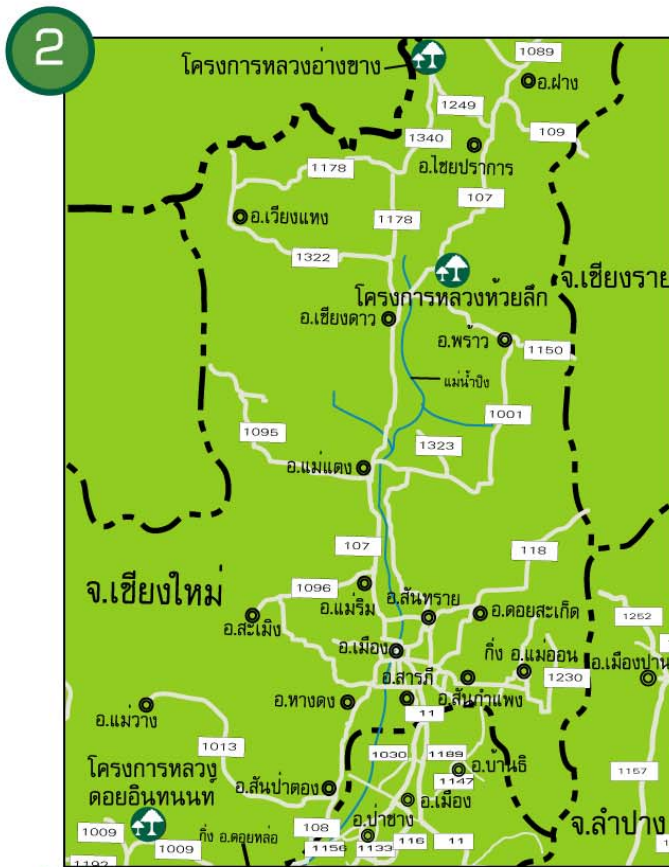 2
โครงการหลวงอ่างขาง
1089
อ.ฝาง
1249
109
1340
อ.ไชยปราการ
1178
107
อ.เวียงแหง
1178
1322
จ.เชียงราย
โครงการหลวงห้วยลึก
อ.เชียงดาว
อ.พร้าว
1150
แม่น้ำปิง
1001
1095
1323
อ.แม่แตง
107
118
จ.เชียงใหม่
1096
อ.แม่ริม
อ.สันทราย
อ.ดอยสะเก็ด
1252
อ.สะเมิง
อ.เมือง
กิ่ง อ.แม่ออน
อ.เมืองปาน
อ.สารภี
อ.สันกำแพง
1230
อ.แม่วาง
อ.หางดง
11
1013
1030
1189
อ.บ้านธิ
1147
1157
โครงการหลวง
ดอยอินทนนท์
อ.สันป่าตอง
อ.เมือง
อ.ป่าซาง
จ.ลำปาง
1009
1009
กิ่ง อ.ดอยหล่อ
108
1156
1133
116
11
1192